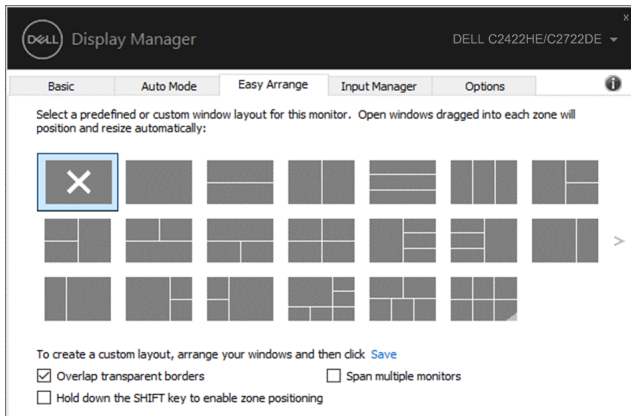 x
DELL Display Manager DELL C2422HE/C2722DE
Basic Auto Mode Easy Arrange Input Manager Options i
Select a predefined or custom window layout for this monitor. Open windows dragged into each zone will
position and resize automatically:
>
To create a custom layout, arrange your windows and then click Save
Overlap transparent borders Span multiple monitors
Hold down the SHIFT key to enable zone positioning